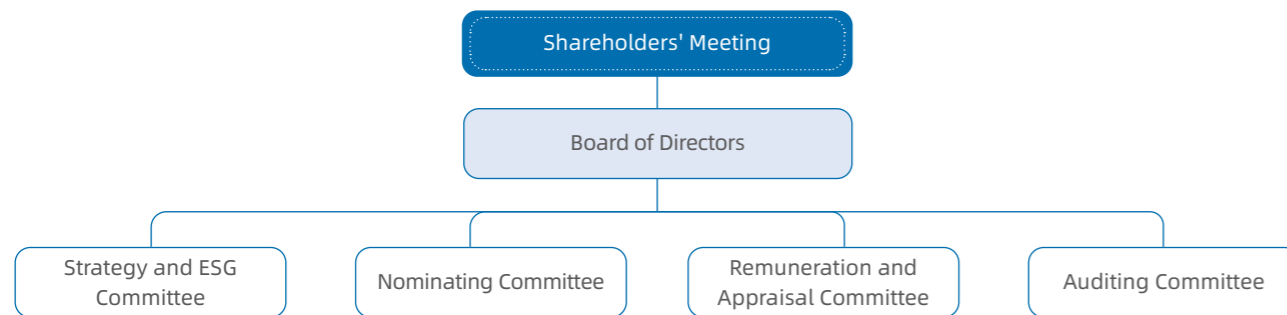 Shareholders' Meeting
Board of Directors
Strategy and ESG
Committee
Nominating Committee
Remuneration and
Appraisal Committee
Auditing Committee